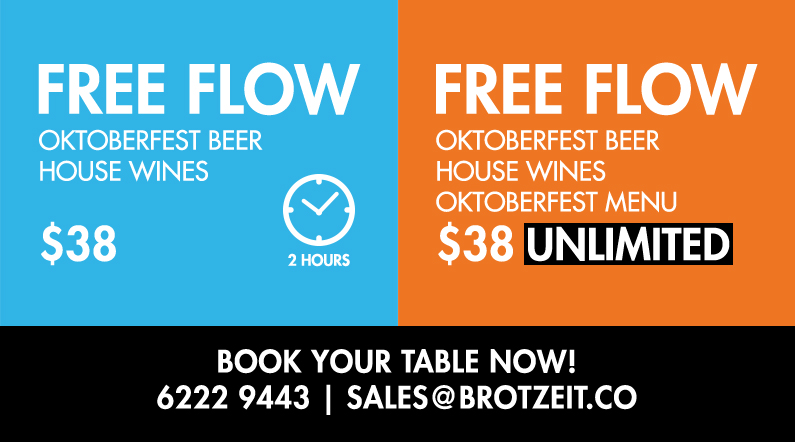 FREE FLOW
OKTOBERFEST BEER
HOUSE WINES
$38
2 HOURS
FREE FLOW
OKTOBERFEST BEER
HOUSE WINES
OKTOBERFEST MENU
$38 UNLIMITED
BOOK YOUR TABLE NOW!
6222 9443 | SALES@BROTZEIT.CO